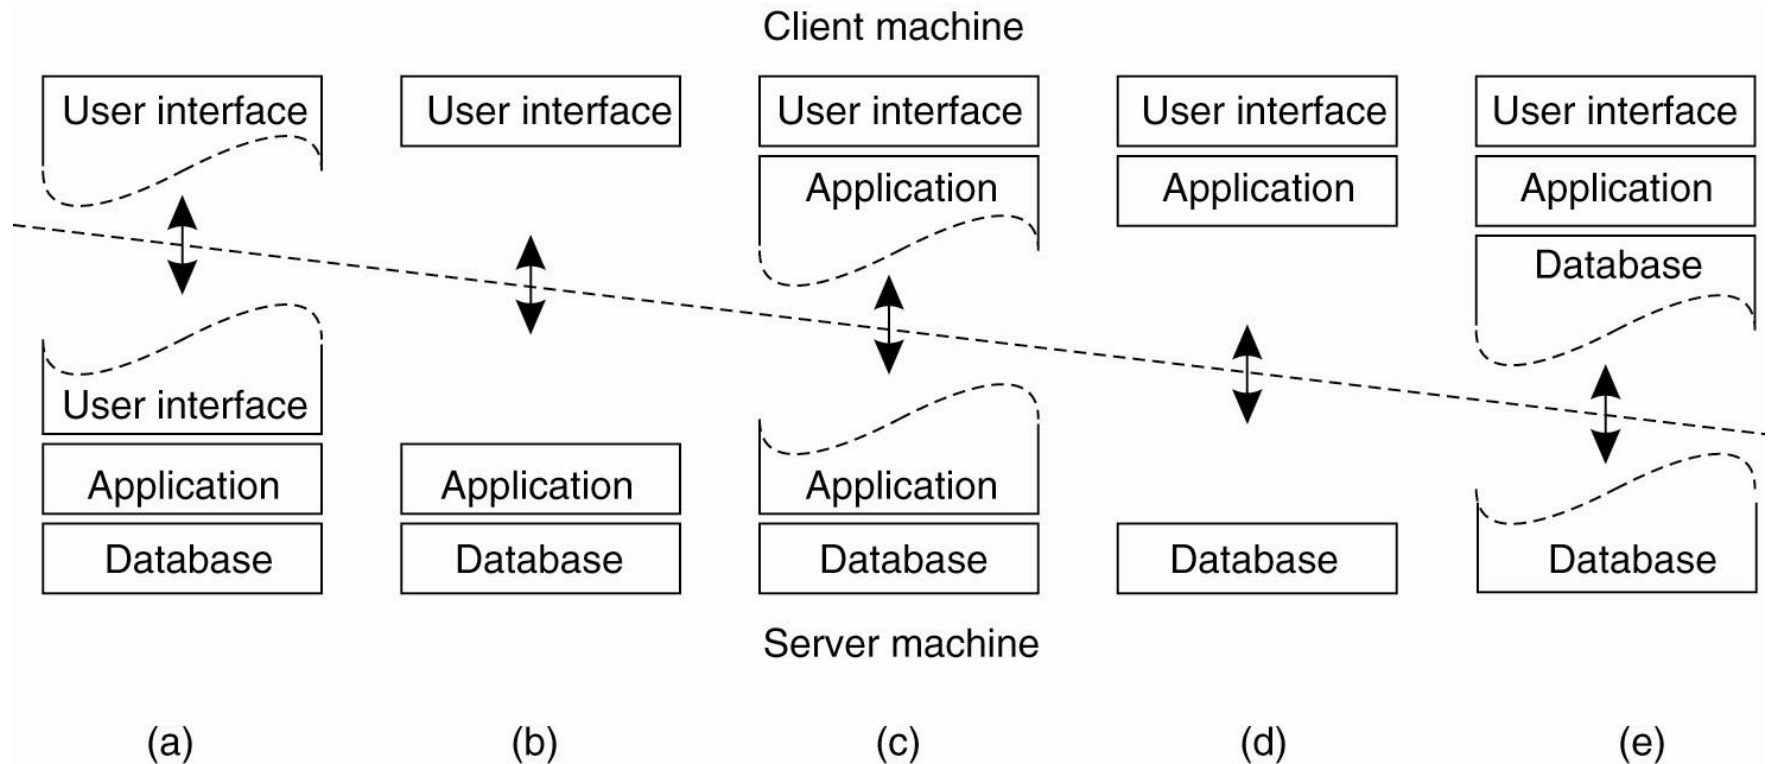 Client machine
User interface
User interface
User interface
User interface
User interface
Application
Application
Application
Database
User interface
Application
Application
Application
Database
Database
Database
Database
Database
Server machine
(a)
(b)
(c)
(d)
(e)